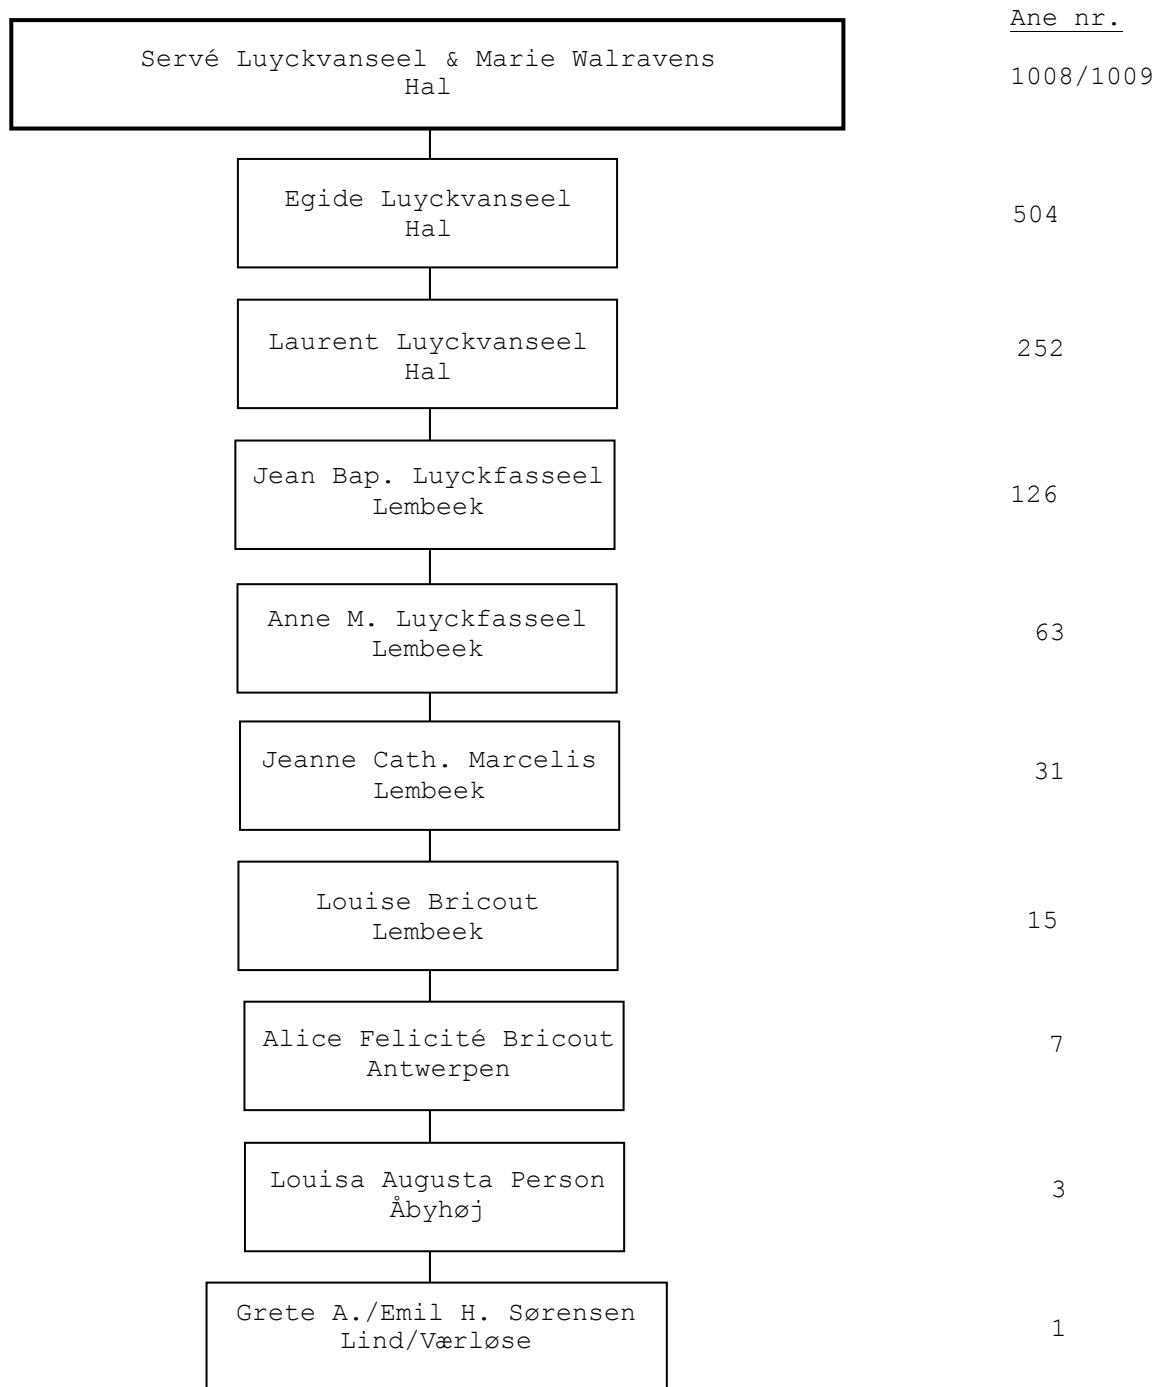 Ane nr.
Servé Luyckvanseel & Marie Walravens
Hal
1008/1009
Egide Luyckvanseel
Hal
504
Laurent Luyckvanseel
Hal
252
Jean Bap. Luyckfasseel
Lembeek
126
Anne M. Luyckfasseel
Lembeek
63
Jeanne Cath. Marcelis
Lembeek
31
Louise Bricout
Lembeek
15
Alice Felicité Bricout
Antwerpen
7
Louisa Augusta Person
Åbyhøj
3
Grete A./Emil H. Sørensen
Lind/Værløse
1